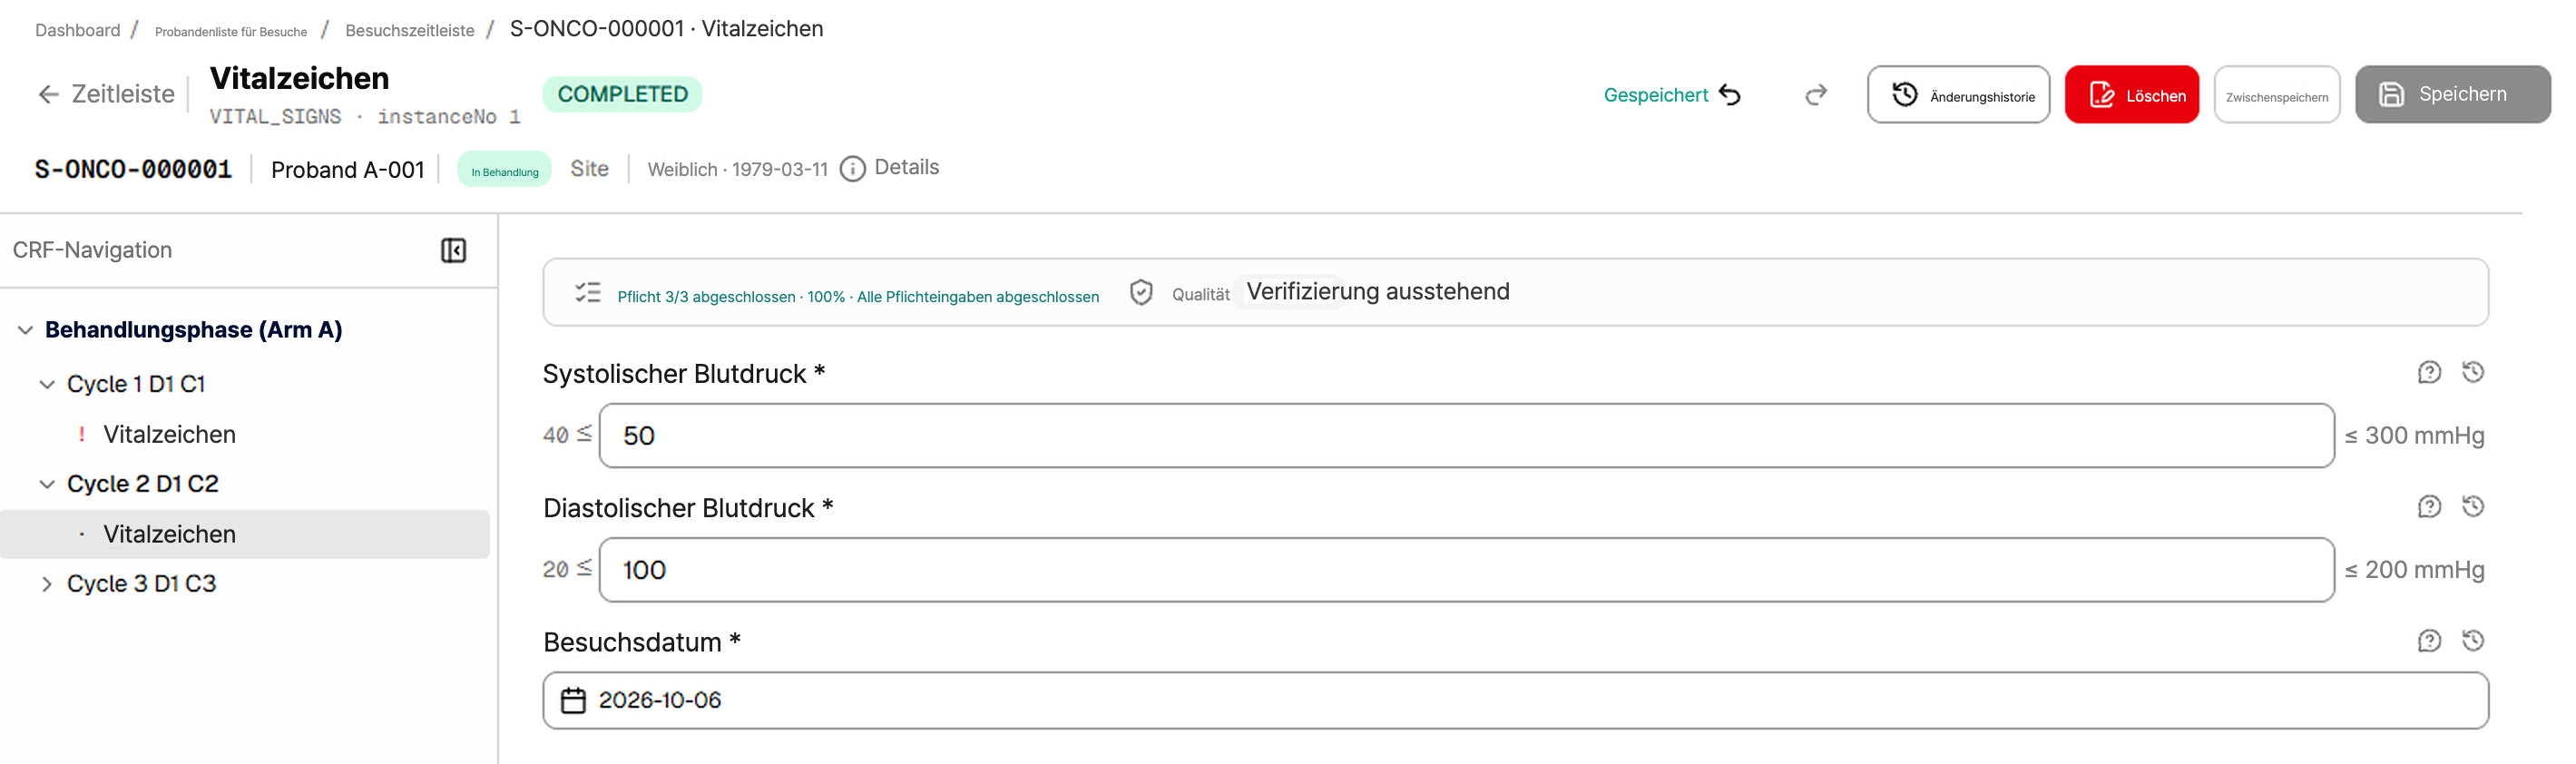 Dashboard / Probandenliste für Besuche / Besuchszeitleiste / S-ONCO-000001 · Vitalzeichen
Zeitleiste
Vitalzeichen
VITAL_SIGNS · instanceNo 1
COMPLETED
Gespeichert
Änderungshistorie
Löschen
Zwischenspeichern
Speichern
S-ONCO-000001
Proband A-001
In Behandlung
Site
Weiblich · 1979-03-11
Details
CRF-Navigation
Behandlungsphase (Arm A)
Cycle 1 D1 C1
! Vitalzeichen
Cycle 2 D1 C2
· Vitalzeichen
Cycle 3 D1 C3
Pflicht 3/3 abgeschlossen · 100% · Alle Pflichteingaben abgeschlossen
Qualität Verifizierung ausstehend
Systolischer Blutdruck *
40 ≤ 50 ≤ 300 mmHg
Diastolischer Blutdruck *
20 ≤ 100 ≤ 200 mmHg
Besuchsdatum *
2026-10-06